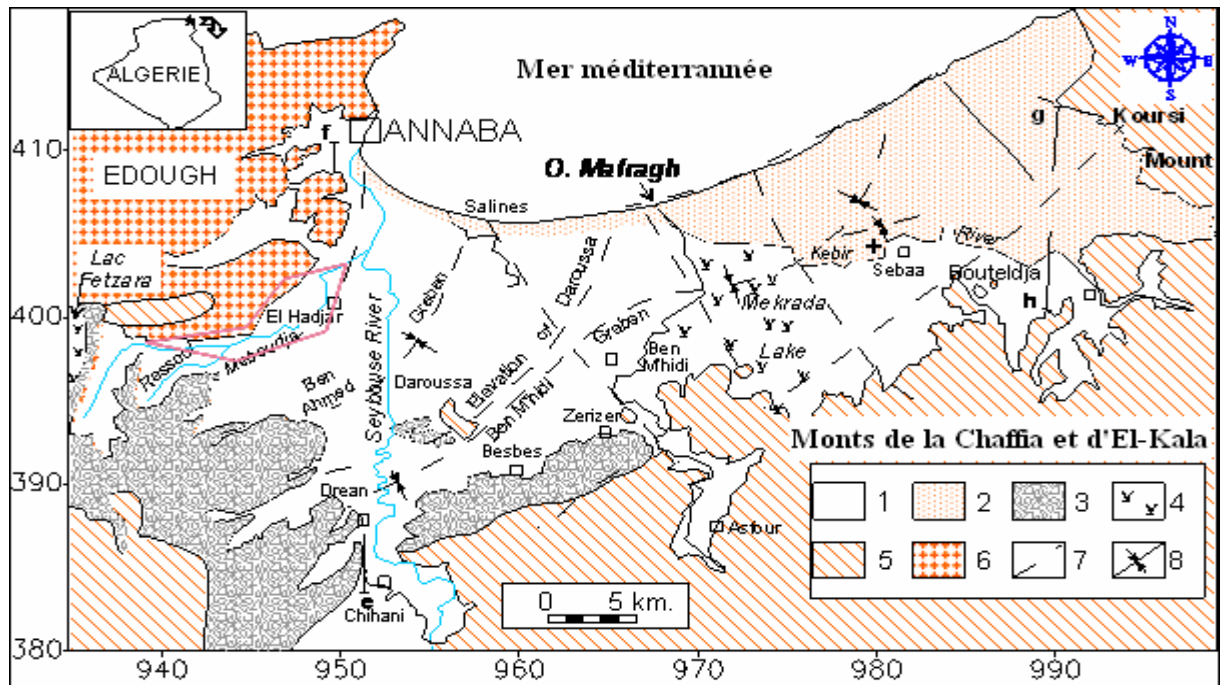 ALGERIE
Mer méditerrannée
N
W
E
S
f
ANNABA
g
Koursi
Mount
410
EDOUGH
O. Mafragh
Salines
Lac
Fetzara
Kebir
River
Sebaa
Bouteldja
h
400
El Hadjar
Graben
Elevation of Daroussa
Mekrada
Lake
Ressoul
Meboudja
Seybouse River
Ben
Ahmed
Daroussa
Ben M'hidi Graben
Ben
M'hidi
Zerizer
Besbes
Monts de la Chaffia et d'El-Kala
390
Drean
Asfour
1
2
3
4
5
6
7
8
e
Chihani
0 5 km.
380
940 950 960 970 980 990